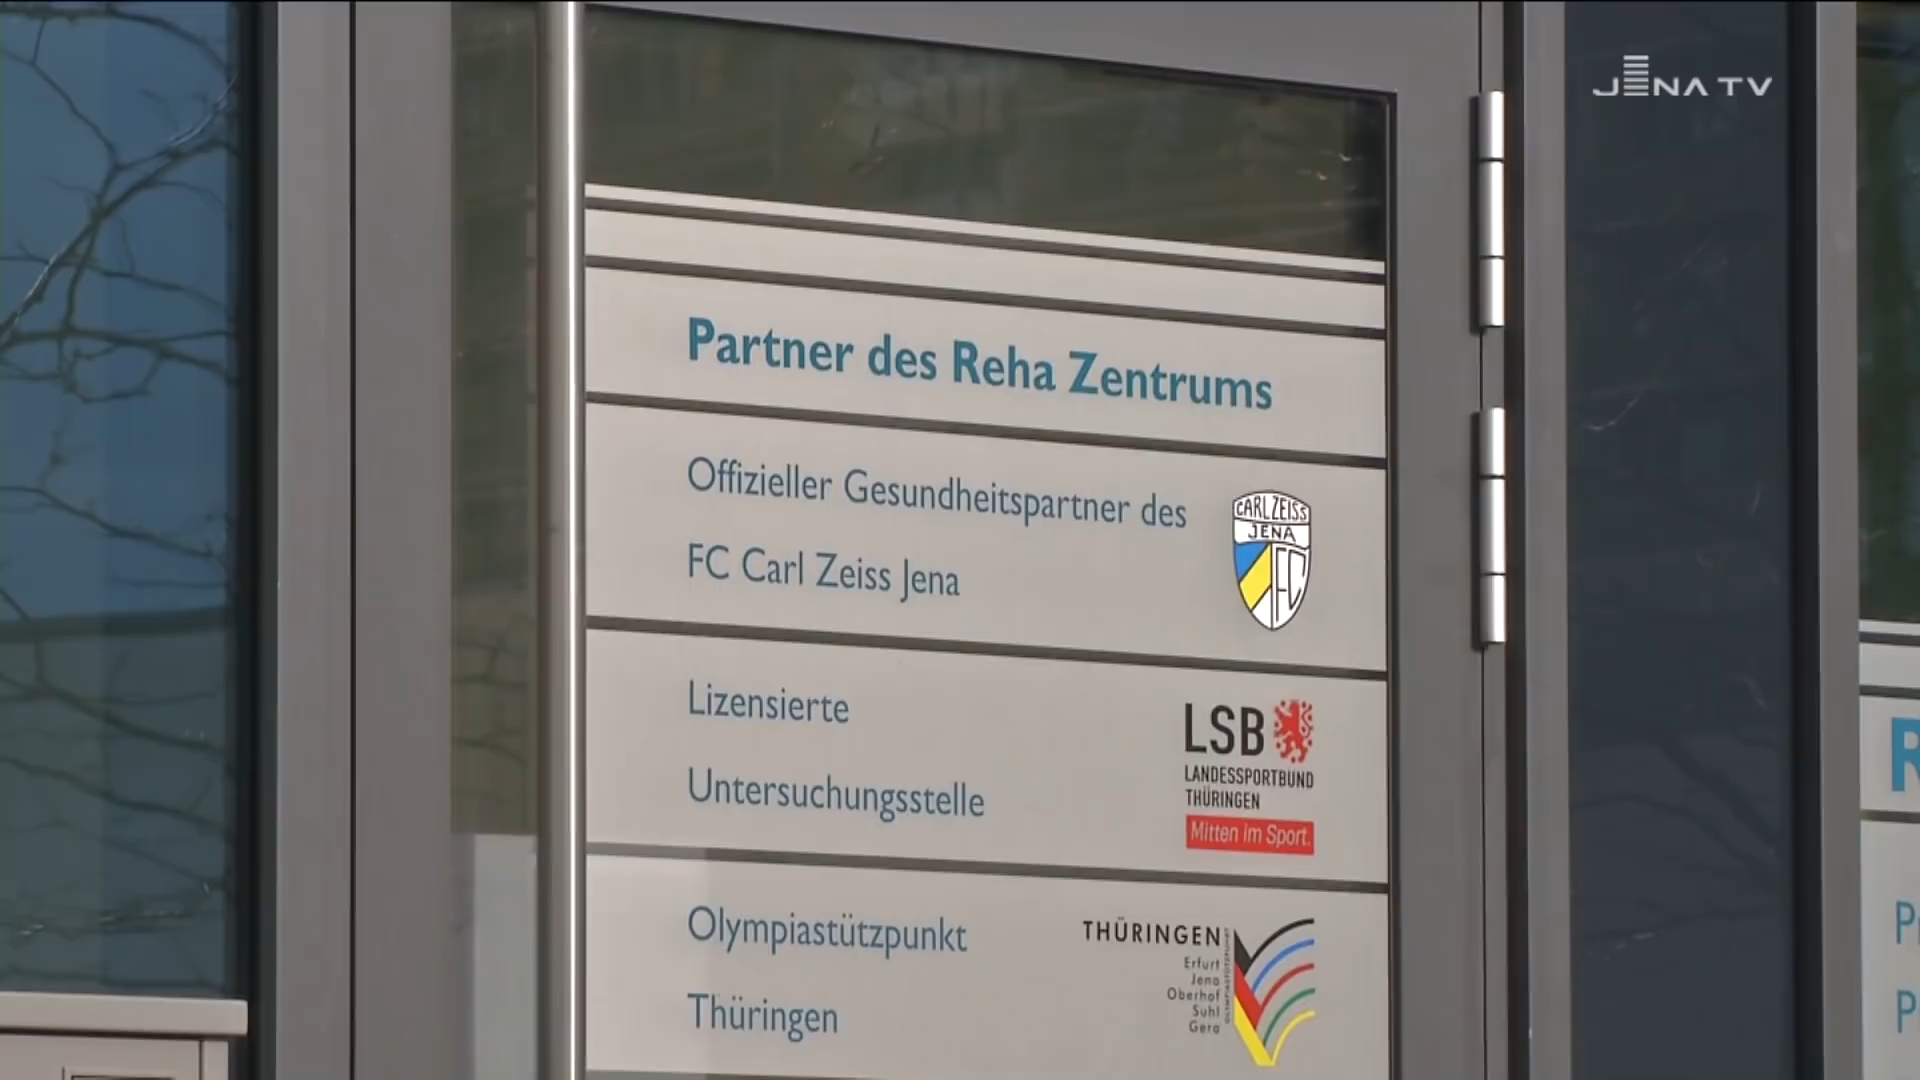 JENA TV
Partner des Reha Zentrums
Offizieller Gesundheitspartner des
FC Carl Zeiss Jena
CARL ZEISS
JENA
FC
Lizensierte
Untersuchungsstelle
LSB
LANDESSPORTBUND
THÜRINGEN
Mitten im Sport.
Olympiastützpunkt
Thüringen
THÜRINGEN
Erfurt
Jena
Oberhof
Suhl
Gera
OLYMPIASTÜTZPUNKT